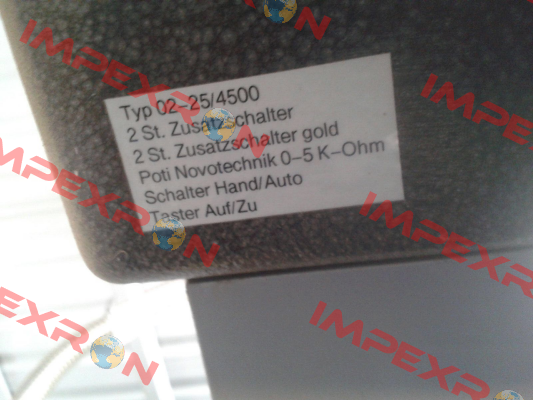 IMPEXRON
IMPEXRON
Typ 02-25/4500
2 St. Zusatzschalter
2 St. Zusatzschalter gold
Poti Novotechnik 0-5 K-Ohm
Schalter Hand/Auto
Taster Auf/Zu
IMPEXRON
IMPEXRON
IMPEXRON
IMPEXRON